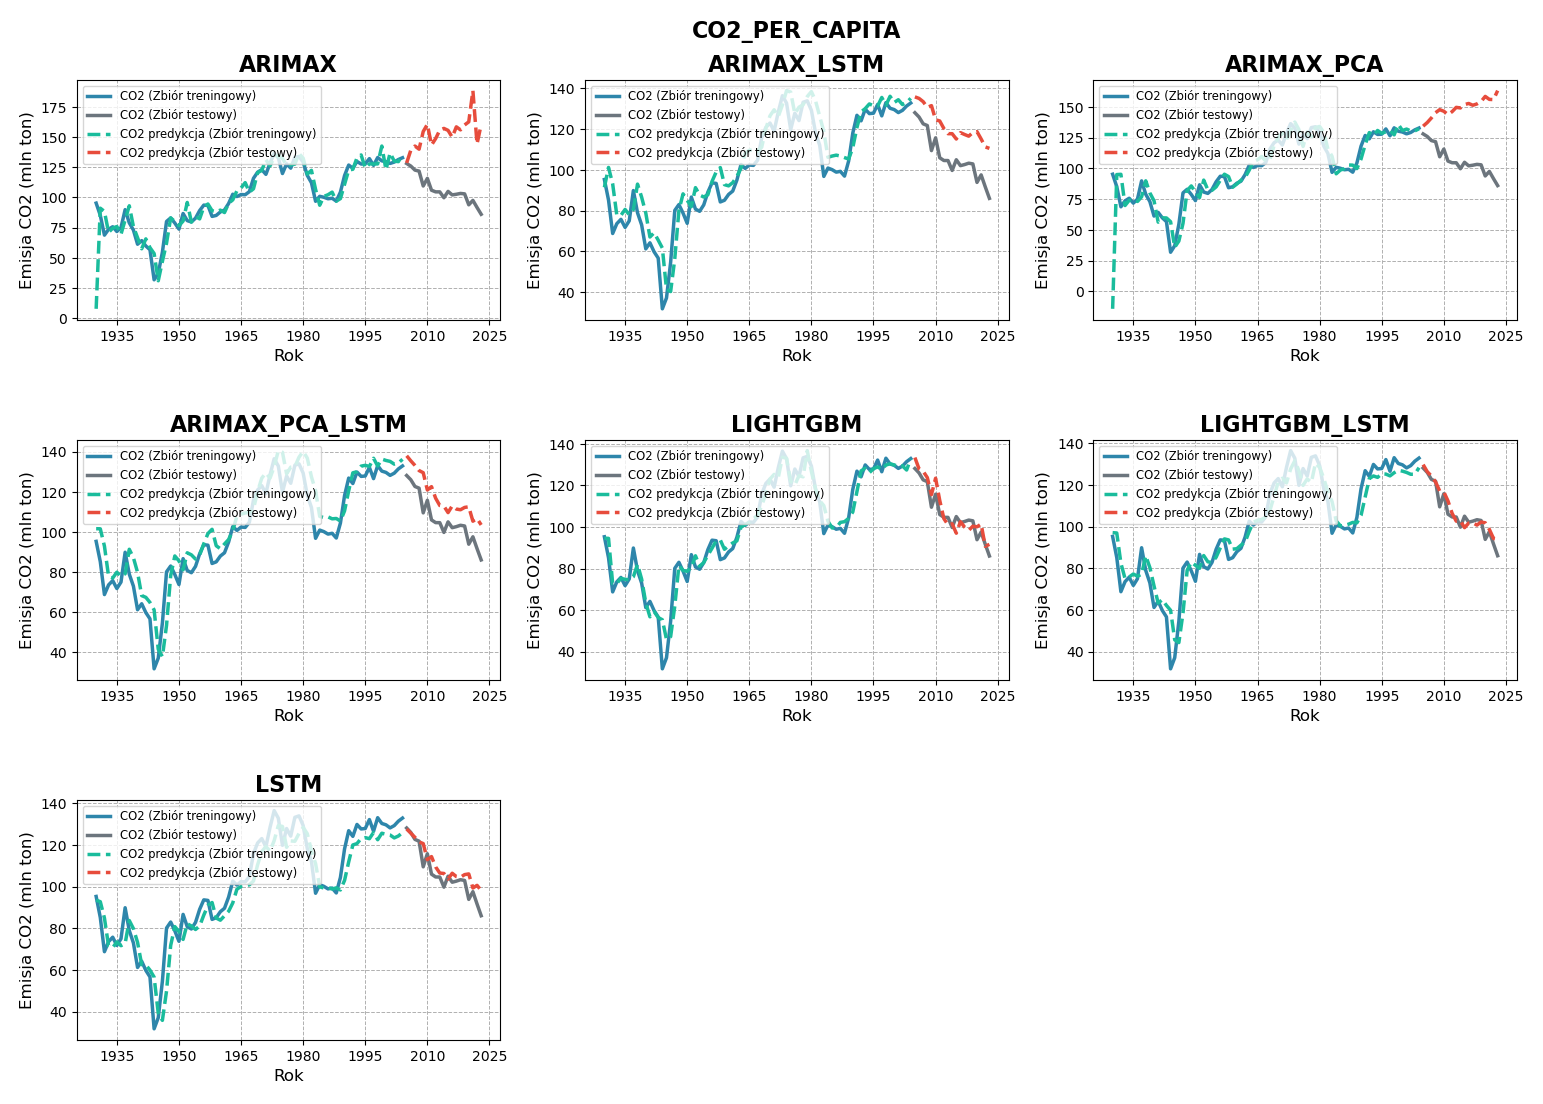 CO2_PER_CAPITA
ARIMAX
Emisja CO2 (mln ton)
175
150
125
100
75
50
25
0
CO2 (Zbiór treningowy)
CO2 (Zbiór testowy)
CO2 predykcja (Zbiór treningowy)
CO2 predykcja (Zbiór testowy)
1935 1950 1965 1980 1995 2010 2025
Rok
ARIMAX_LSTM
Emisja CO2 (mln ton)
140
120
100
80
60
40
CO2 (Zbiór treningowy)
CO2 (Zbiór testowy)
CO2 predykcja (Zbiór treningowy)
CO2 predykcja (Zbiór testowy)
1935 1950 1965 1980 1995 2010 2025
Rok
ARIMAX_PCA
Emisja CO2 (mln ton)
150
125
100
75
50
25
0
CO2 (Zbiór treningowy)
CO2 (Zbiór testowy)
CO2 predykcja (Zbiór treningowy)
CO2 predykcja (Zbiór testowy)
1935 1950 1965 1980 1995 2010 2025
Rok
ARIMAX_PCA_LSTM
Emisja CO2 (mln ton)
140
120
100
80
60
40
CO2 (Zbiór treningowy)
CO2 (Zbiór testowy)
CO2 predykcja (Zbiór treningowy)
CO2 predykcja (Zbiór testowy)
1935 1950 1965 1980 1995 2010 2025
Rok
LIGHTGBM
Emisja CO2 (mln ton)
140
120
100
80
60
40
CO2 (Zbiór treningowy)
CO2 (Zbiór testowy)
CO2 predykcja (Zbiór treningowy)
CO2 predykcja (Zbiór testowy)
1935 1950 1965 1980 1995 2010 2025
Rok
LIGHTGBM_LSTM
Emisja CO2 (mln ton)
140
120
100
80
60
40
CO2 (Zbiór treningowy)
CO2 (Zbiór testowy)
CO2 predykcja (Zbiór treningowy)
CO2 predykcja (Zbiór testowy)
1935 1950 1965 1980 1995 2010 2025
Rok
LSTM
Emisja CO2 (mln ton)
140
120
100
80
60
40
CO2 (Zbiór treningowy)
CO2 (Zbiór testowy)
CO2 predykcja (Zbiór treningowy)
CO2 predykcja (Zbiór testowy)
1935 1950 1965 1980 1995 2010 2025
Rok